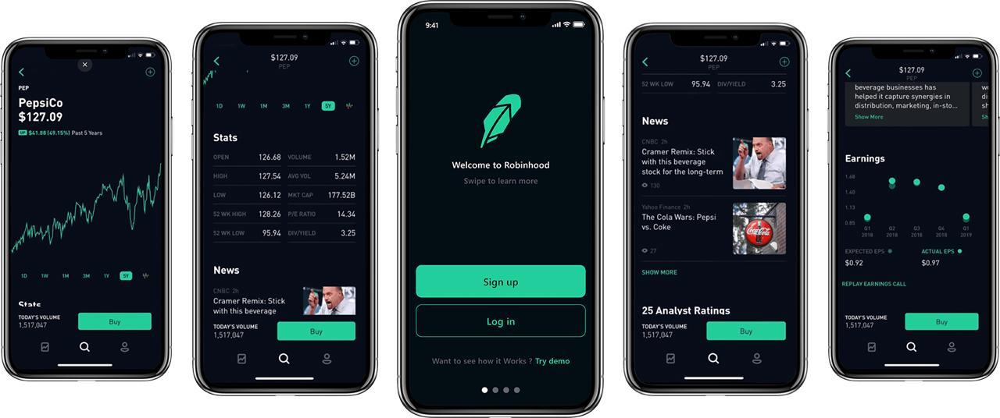 PEP
PepsiCo
$127.09
UP $41.88 (49.15%) Past 5 Years
1D 1W 1M 3M 1Y 5Y
Stats
TODAY'S VOLUME
1,517,047
Buy
$127.09
PEP
1D 1W 1M 3M 1Y 5Y
Stats
OPEN 126.68 VOLUME 1.52M
HIGH 127.54 AVG VOL 5.24M
LOW 126.12 MKT CAP 177.52B
52 WK HIGH 128.26 P/E RATIO 14.34
52 WK LOW 95.94 DIV/YIELD 3.25
News
CNBC 2h
Cramer Remix: Stick
with this beverage
TODAY'S VOLUME
1,517,047
Buy
9:41
Welcome to Robinhood
Swipe to learn more
Sign up
Log in
Want to see how it Works ? Try demo
$127.09
PEP
52 WK LOW 95.94 DIV/YIELD 3.25
News
CNBC 2h
Cramer Remix: Stick
with this beverage
stock for the long-term
130
Yahoo Finance 2h
The Cola Wars: Pepsi
vs. Coke
27
Coca-Cola
SHOW MORE
25 Analyst Ratings
TODAY'S VOLUME
1,517,047
Buy
$127.09
PEP
beverage businesses has
helped it capture synergies in
distribution, marketing, in-sto...
Show More
Earnings
1.68
1.40
1.13
0.85
Q1 Q2 Q3 Q4 Q1
2018 2018 2018 2018 2019
EXPECTED EPS ACTUAL EPS
$0.92 $0.97
REPLAY EARNINGS CALL
TODAY'S VOLUME
1,517,047
Buy